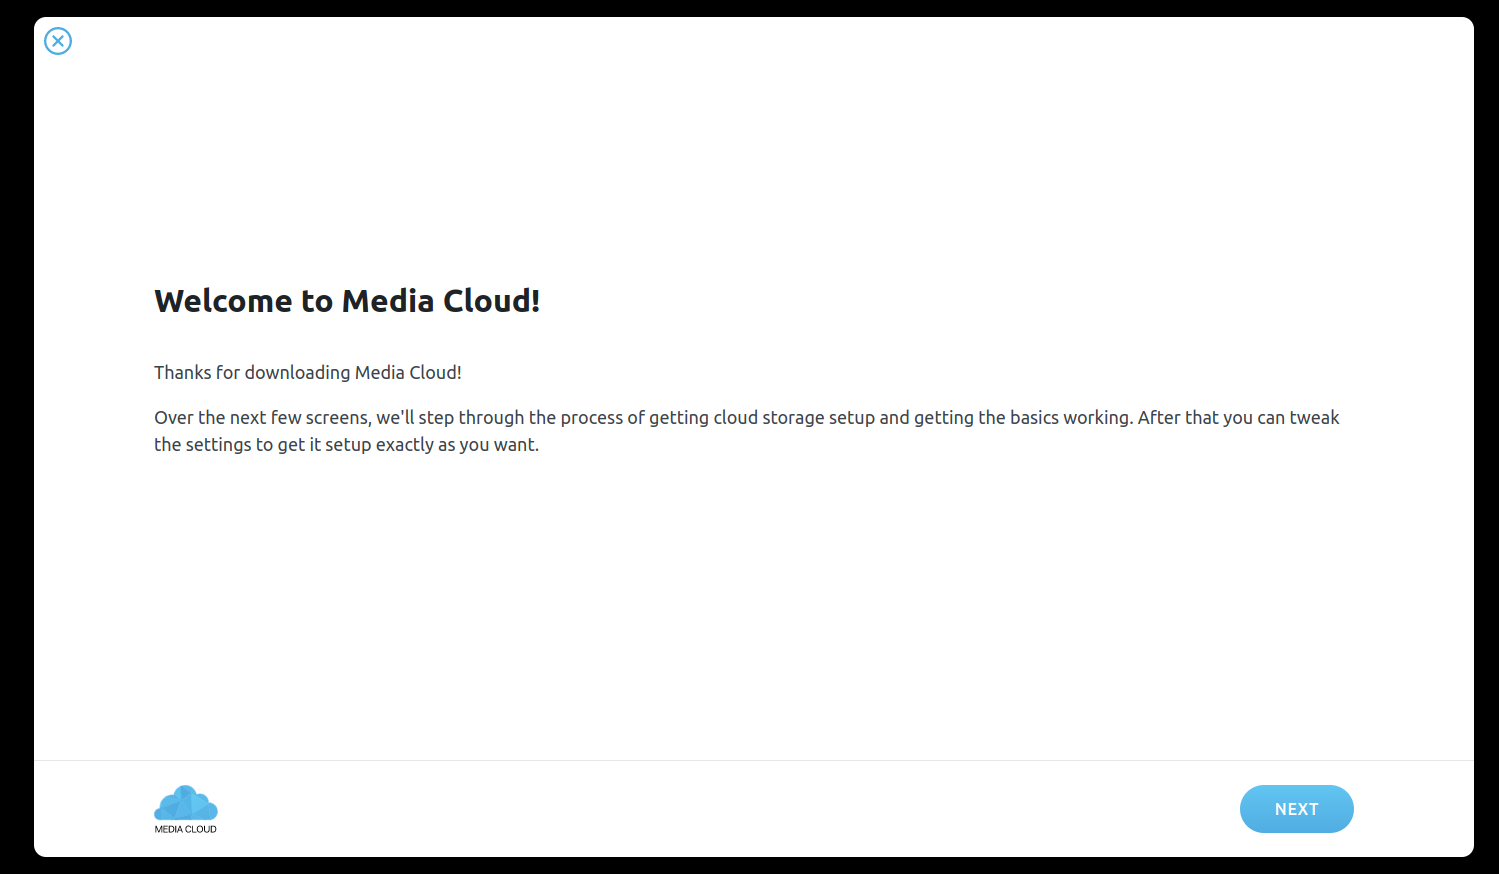 Welcome to Media Cloud!
Thanks for downloading Media Cloud!
Over the next few screens, we'll step through the process of getting cloud storage setup and getting the basics working. After that you can tweak
the settings to get it setup exactly as you want.
MEDIA CLOUD
NEXT